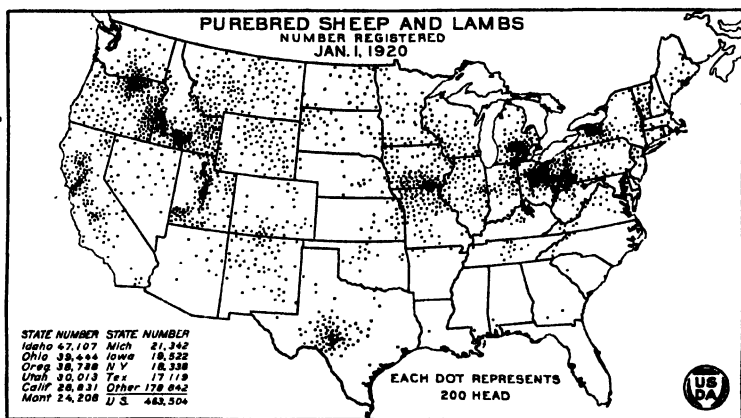 PUREBRED SHEEP AND LAMBS
NUMBER REGISTERED
JAN. 1, 1920
STATE NUMBER STATE NUMBER
Idaho 47,107 Mich 21,342
Ohio 39,444 Iowa 19,522
Oreg 38,738 N Y 18,338
Utah 30,013 Tex 17 119
Calif 28,831 Other 178 842
Mont 24,208 U.S. 463,504
EACH DOT REPRESENTS
200 HEAD
US
DA